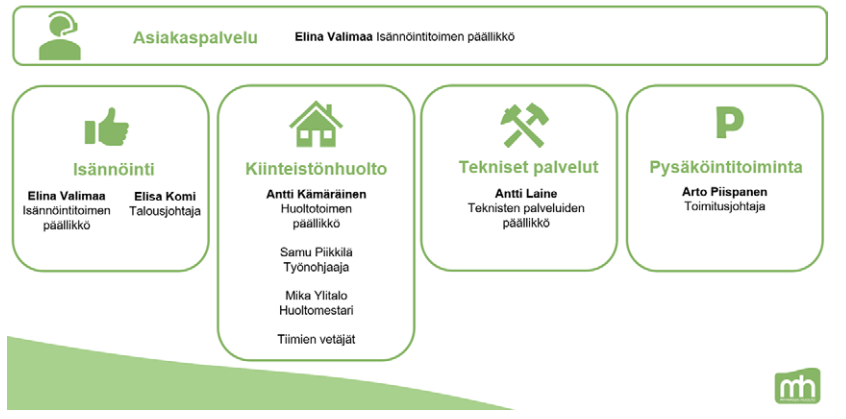 Asiakaspalvelu
Elina Valimaa Isännöintitoimen päällikkö
Isännöinti
Elina Valimaa
Isännöintitoimen
päällikkö
Elisa Komi
Talousjohtaja
Kiinteistönhuolto
Antti Kämäräinen
Huoltotoimen
päällikkö
Samu Piikkilä
Työnohjaaja
Mika Ylitalo
Huoltomestari
Tiimien vetäjät
Tekniset palvelut
Antti Laine
Teknisten palveluiden
päällikkö
P
Pysäköintitoiminta
Arto Piispanen
Toimitusjohtaja
mh